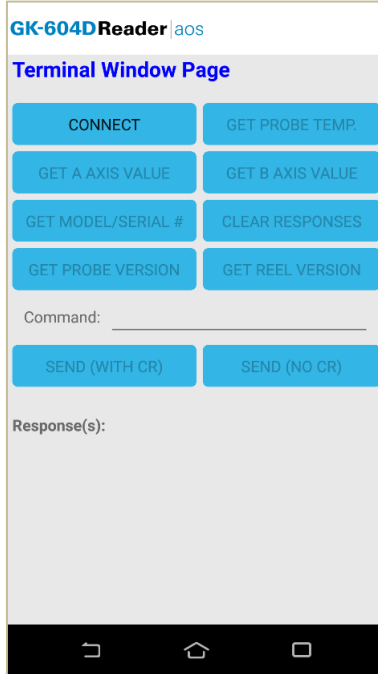 GK-604DReader|aos
Terminal Window Page
CONNECT GET PROBE TEMP.
GET A AXIS VALUE GET B AXIS VALUE
GET MODEL/SERIAL # CLEAR RESPONSES
GET PROBE VERSION GET REEL VERSION
Command:
SEND (WITH CR) SEND (NO CR)
Response(s):